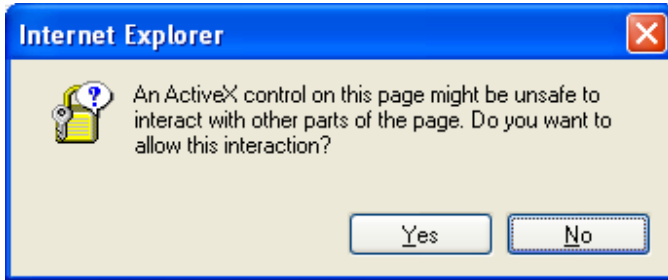 Internet Explorer
An ActiveX control on this page might be unsafe to
interact with other parts of the page. Do you want to
allow this interaction?
Yes No